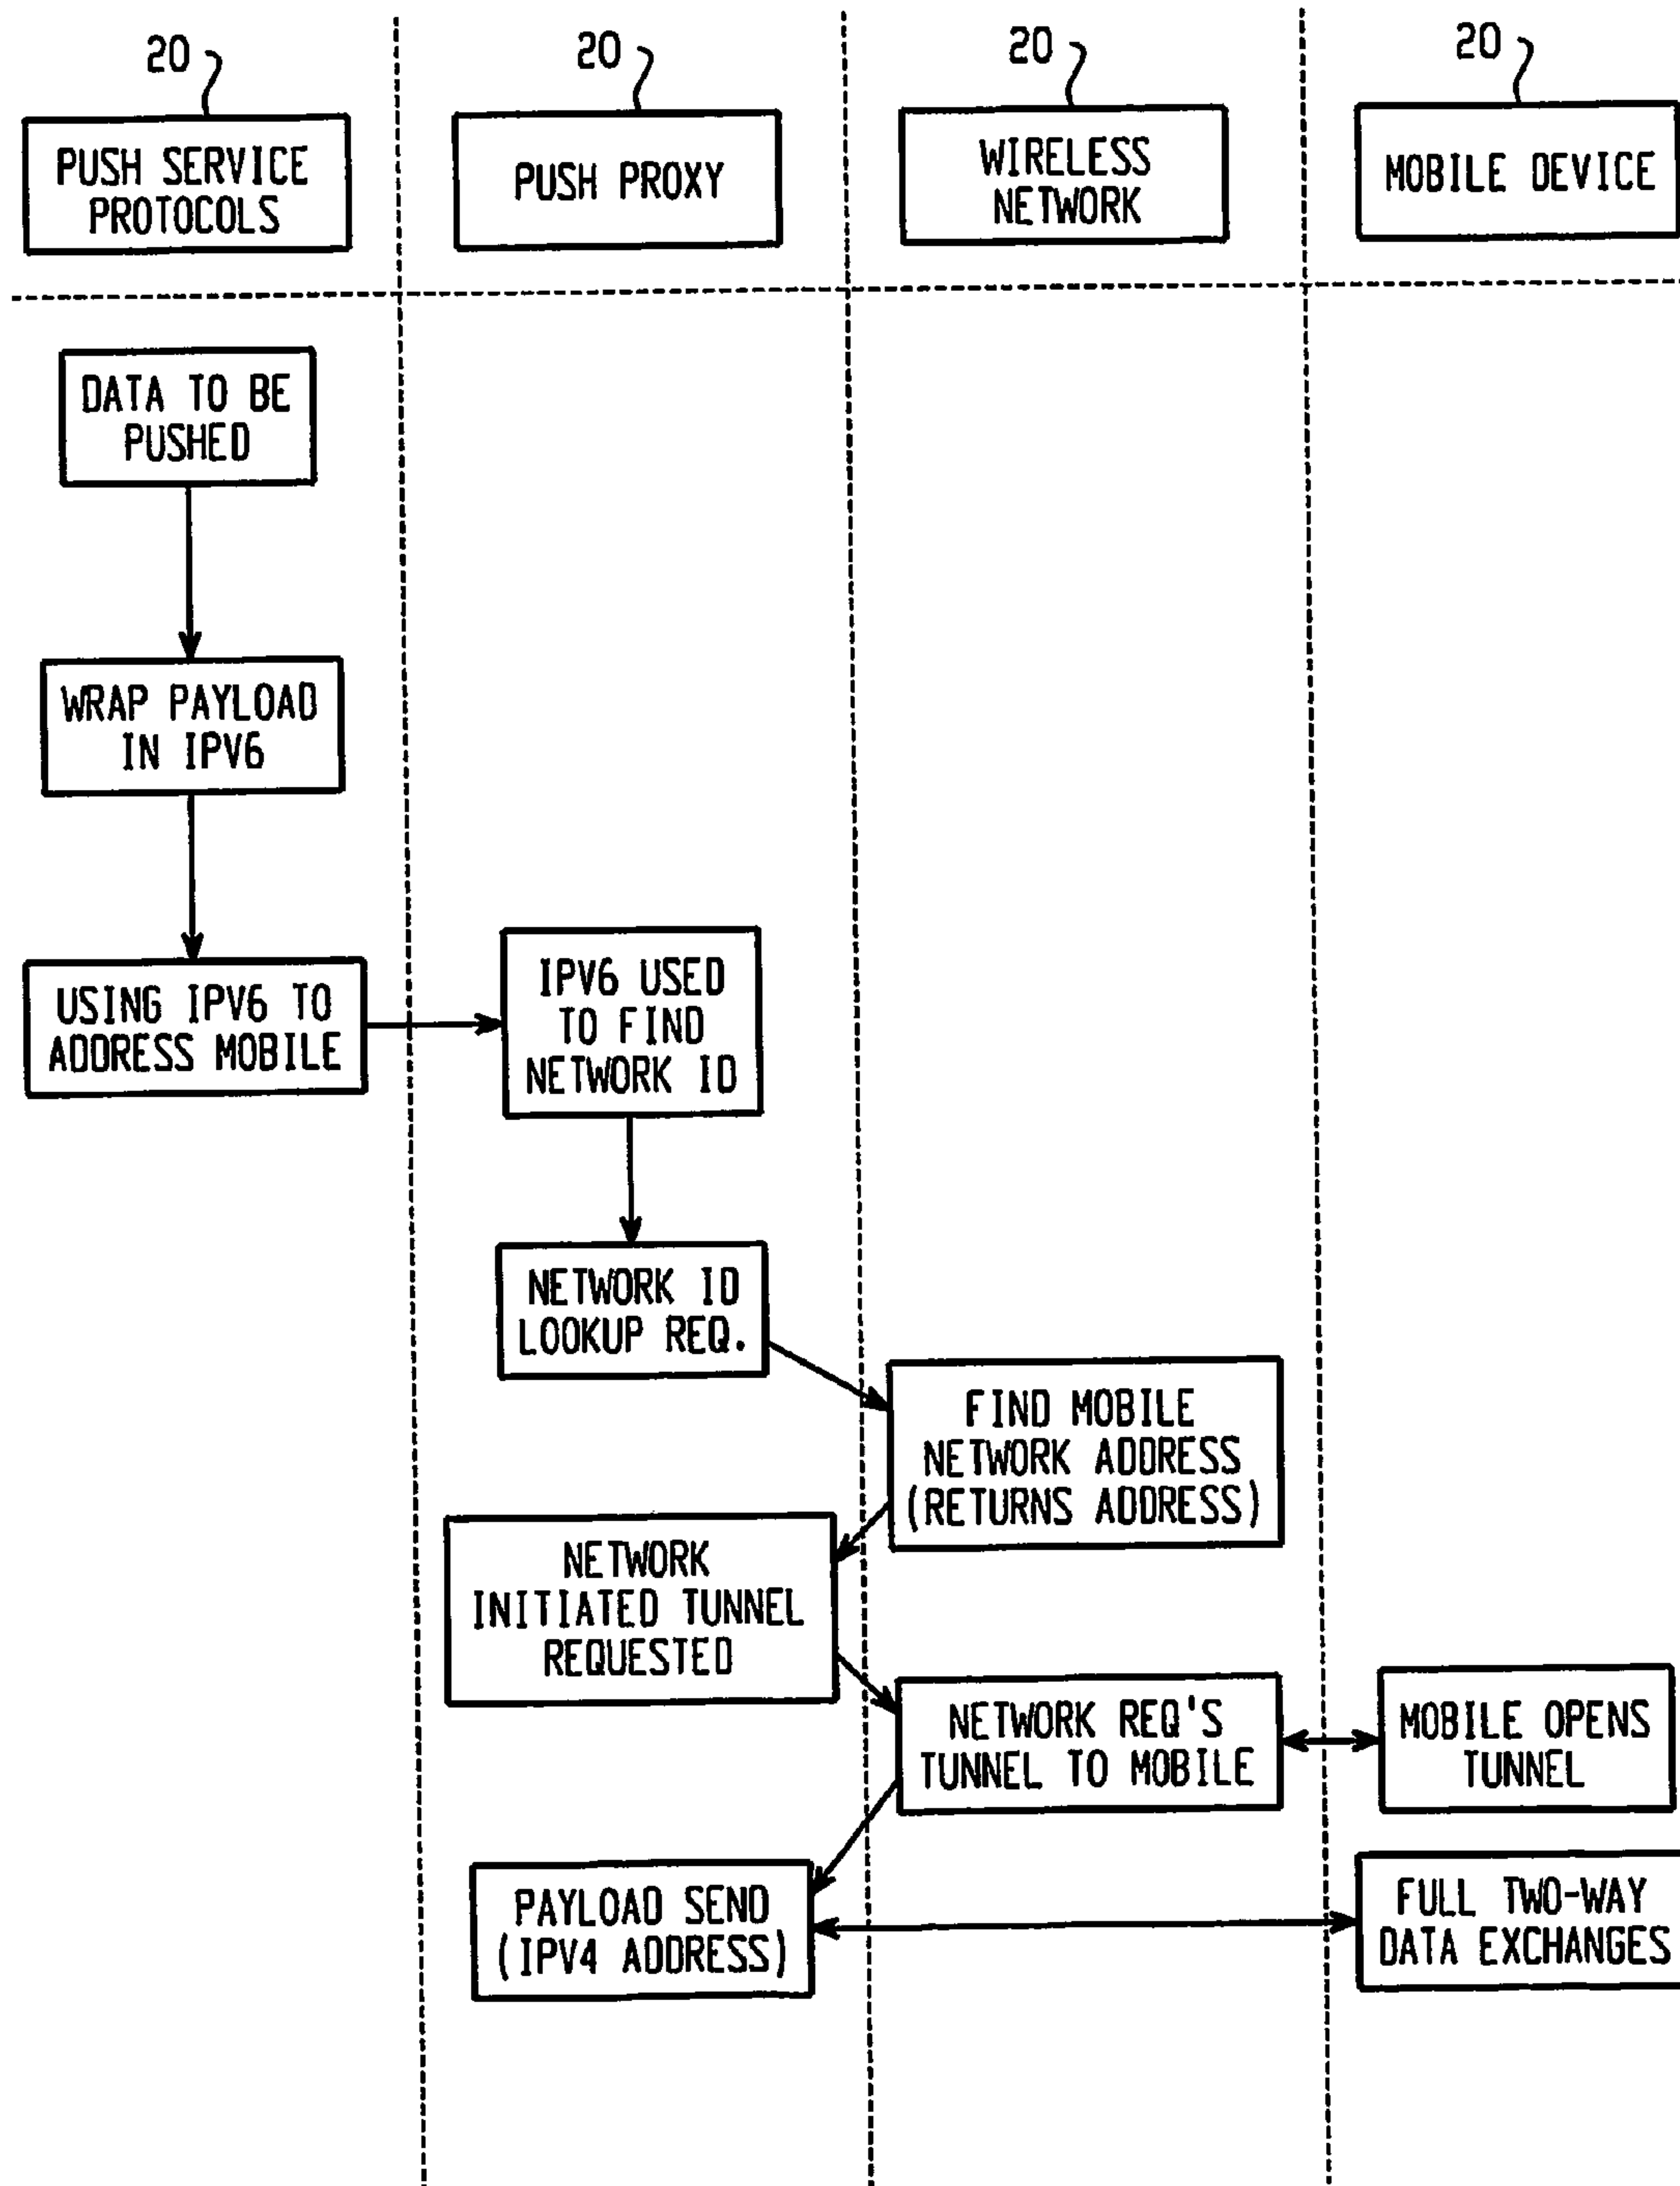 20
20
20
20
PUSH SERVICE
PROTOCOLS
PUSH PROXY
WIRELESS
NETWORK
MOBILE DEVICE
DATA TO BE
PUSHED
WRAP PAYLOAD
IN IPV6
USING IPV6 TO
ADDRESS MOBILE
IPV6 USED
TO FIND
NETWORK ID
NETWORK ID
LOOKUP REQ.
FIND MOBILE
NETWORK ADDRESS
(RETURNS ADDRESS)
NETWORK
INITIATED TUNNEL
REQUESTED
NETWORK REQ'S
TUNNEL TO MOBILE
MOBILE OPENS
TUNNEL
PAYLOAD SEND
(IPV4 ADDRESS)
FULL TWO-WAY
DATA EXCHANGES